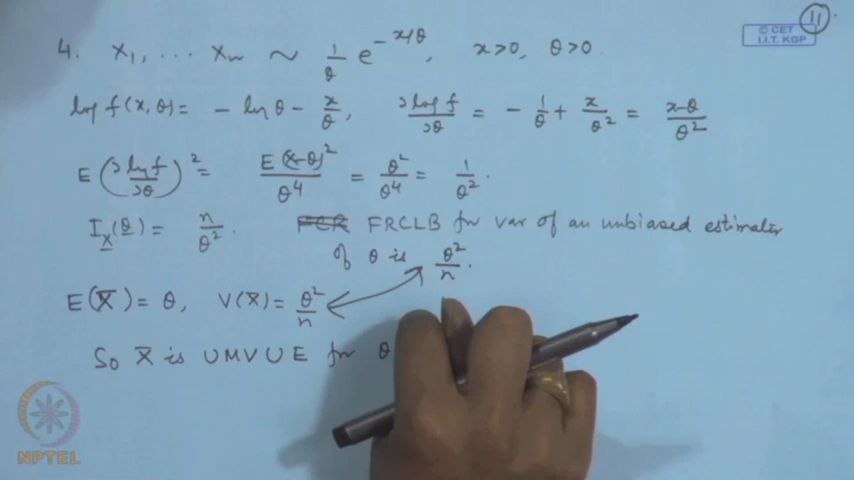 11
© CET
I.I.T. KGP
4. X₁, ... Xₙ ~ 1/θ e^(-x/θ), x>0, θ>0.
log f(x,θ) = - ln θ - x/θ, ∂log f/∂θ = - 1/θ + x/θ² = x-θ/θ²
E(∂log f/∂θ)² = E(X-θ)²/θ⁴ = θ²/θ⁴ = 1/θ².
I_X(θ) = n/θ². FRCLB for var of an unbiased estimator
of θ is θ²/n.
E(X̄) = θ, V(X̄) = θ²/n
So X̄ is UMVUE for θ
NPTEL